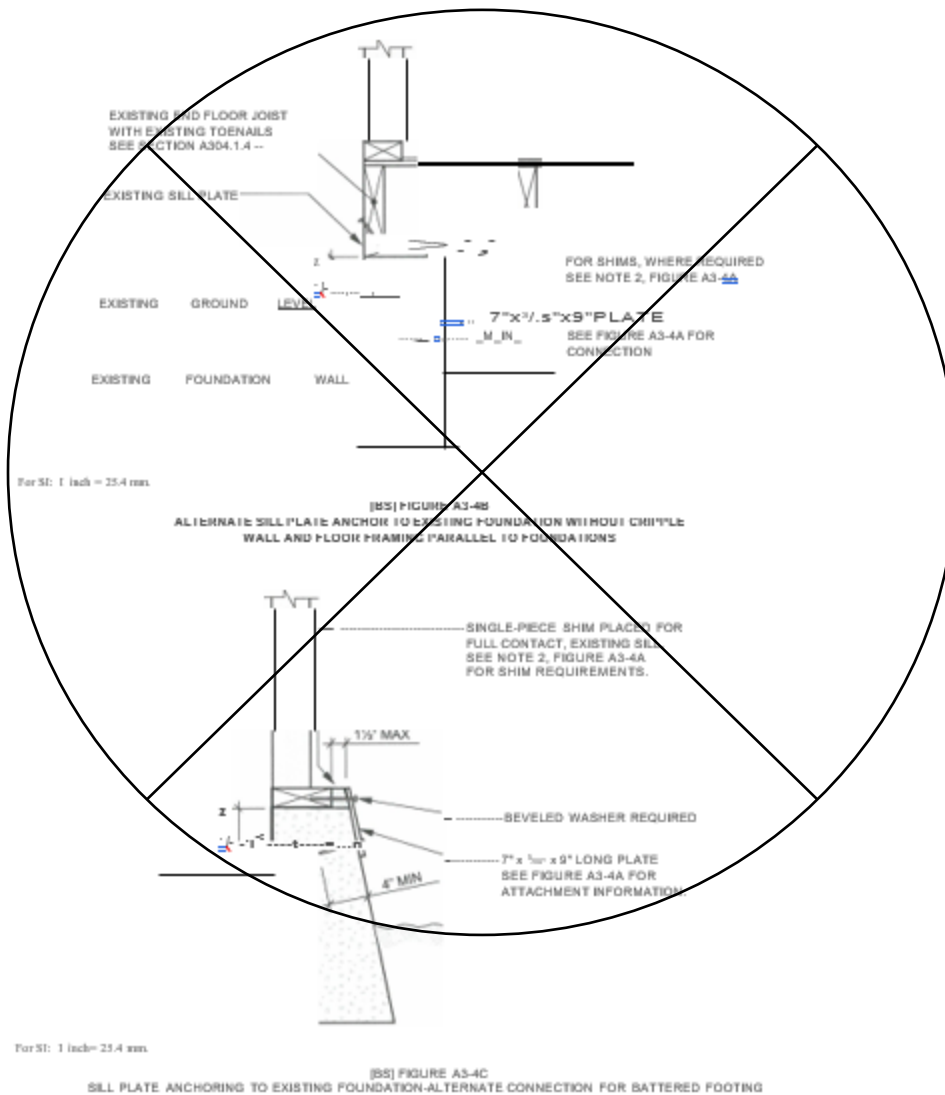 EXISTING END FLOOR JOIST
WITH EXISTING TOENAILS
SEE SECTION A304.1.4 --
EXISTING SILL PLATE
FOR SHIMS, WHERE REQUIRED
SEE NOTE 2, FIGURE A3-4A
EXISTING GROUND LEVEL
7"x³/.s"x9"PLATE
_M_IN_
SEE FIGURE A3-4A FOR
CONNECTION
EXISTING FOUNDATION WALL
For SI: 1 inch = 25.4 mm.
[BS] FIGURE A3-4B
ALTERNATE SILL PLATE ANCHOR TO EXISTING FOUNDATION WITHOUT CRIPPLE
WALL AND FLOOR FRAMING PARALLEL TO FOUNDATIONS
SINGLE-PIECE SHIM PLACED FOR
FULL CONTACT, EXISTING SILL
SEE NOTE 2, FIGURE A3-4A
FOR SHIM REQUIREMENTS.
1½" MAX
BEVELED WASHER REQUIRED
7" x x 9" LONG PLATE
SEE FIGURE A3-4A FOR
ATTACHMENT INFORMATION.
4" MIN
For SI: 1 inch= 25.4 mm.
[BS] FIGURE A3-4C
SILL PLATE ANCHORING TO EXISTING FOUNDATION-ALTERNATE CONNECTION FOR BATTERED FOOTING